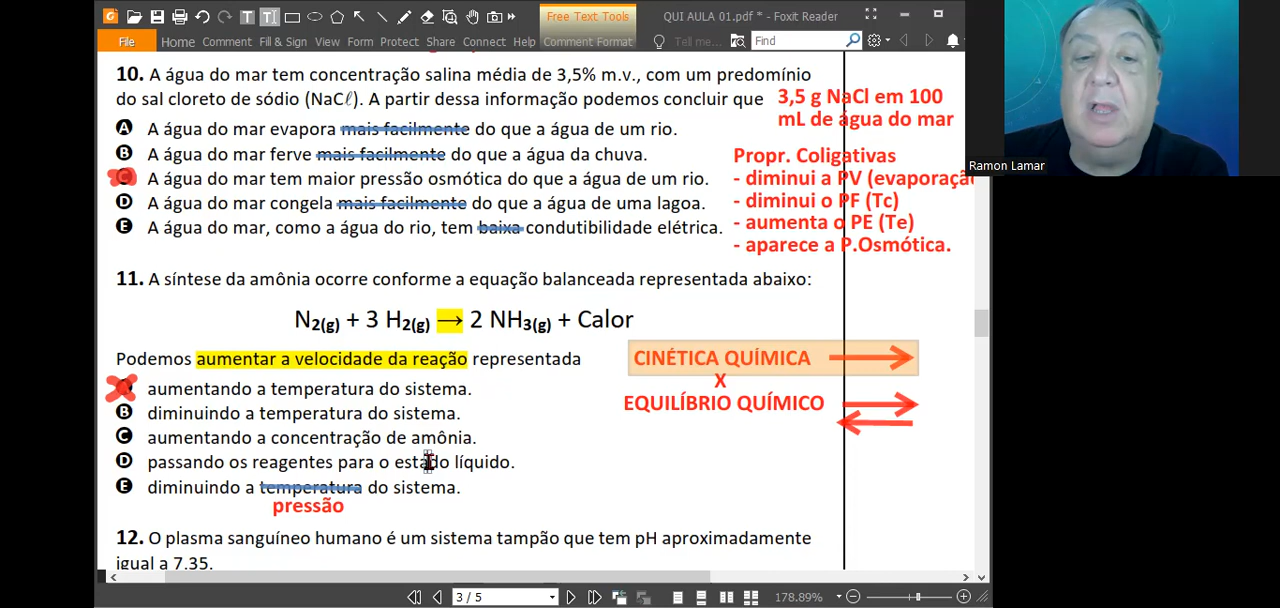 Free Text Tools
QUI AULA 01.pdf * - Foxit Reader
File Home Comment Fill & Sign View Form Protect Share Connect Help Comment Format Tell me... Find
10. A água do mar tem concentração salina média de 3,5% m.v., com um predomínio
do sal cloreto de sódio (NaCℓ). A partir dessa informação podemos concluir que
3,5 g NaCl em 100
mL de água do mar
A A água do mar evapora mais facilmente do que a água de um rio.
B A água do mar ferve mais facilmente do que a água da chuva.
C A água do mar tem maior pressão osmótica do que a água de um rio.
D A água do mar congela mais facilmente do que a água de uma lagoa.
E A água do mar, como a água do rio, tem baixa condutibilidade elétrica.
Propr. Coligativas
- diminui a PV (evaporação
- diminui o PF (Tc)
- aumenta o PE (Te)
- aparece a P.Osmótica.
Ramon Lamar
11. A síntese da amônia ocorre conforme a equação balanceada representada abaixo:
N2(g) + 3 H2(g) → 2 NH3(g) + Calor
Podemos aumentar a velocidade da reação representada
A aumentando a temperatura do sistema.
B diminuindo a temperatura do sistema.
C aumentando a concentração de amônia.
D passando os reagentes para o estado líquido.
E diminuindo a temperatura do sistema.
pressão
CINÉTICA QUÍMICA
X
EQUILÍBRIO QUÍMICO
12. O plasma sanguíneo humano é um sistema tampão que tem pH aproximadamente
igual a 7,35.
3 / 5
178.89%